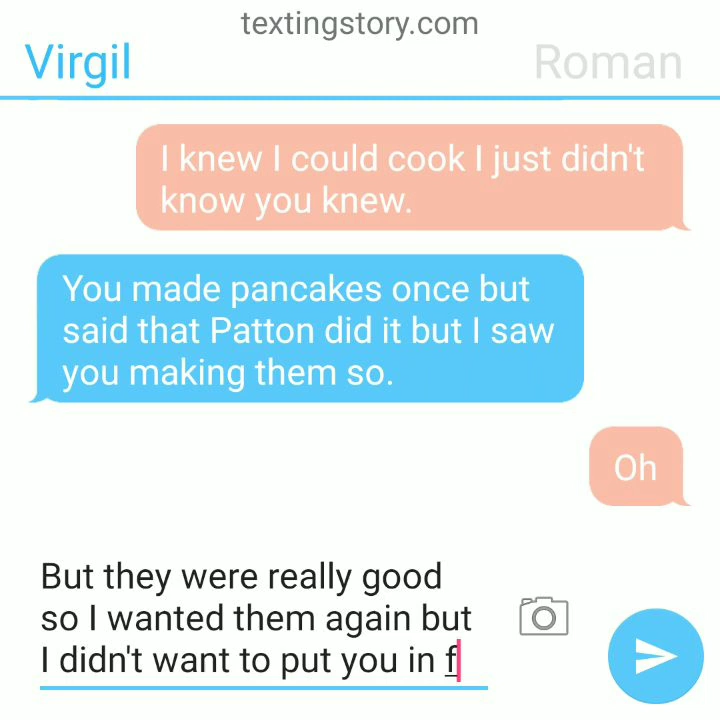 textingstory.com
Virgil
Roman
I knew I could cook I just didn't
know you knew.
You made pancakes once but
said that Patton did it but I saw
you making them so.
Oh
But they were really good
so I wanted them again but
I didn't want to put you in f